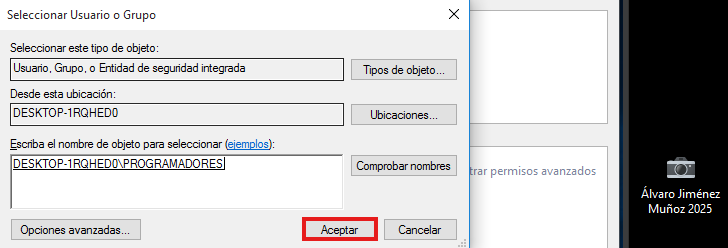 Seleccionar Usuario o Grupo
Seleccionar este tipo de objeto:
Usuario, Grupo, o Entidad de seguridad integrada
Tipos de objeto...
Desde esta ubicación:
DESKTOP-1RQHED0
Ubicaciones...
Escriba el nombre de objeto para seleccionar (ejemplos):
DESKTOP-1RQHED0\PROGRAMADORES
Comprobar nombres
Opciones avanzadas...
Aceptar
Cancelar
trar permisos avanzados
Álvaro Jiménez
Muñoz 2025